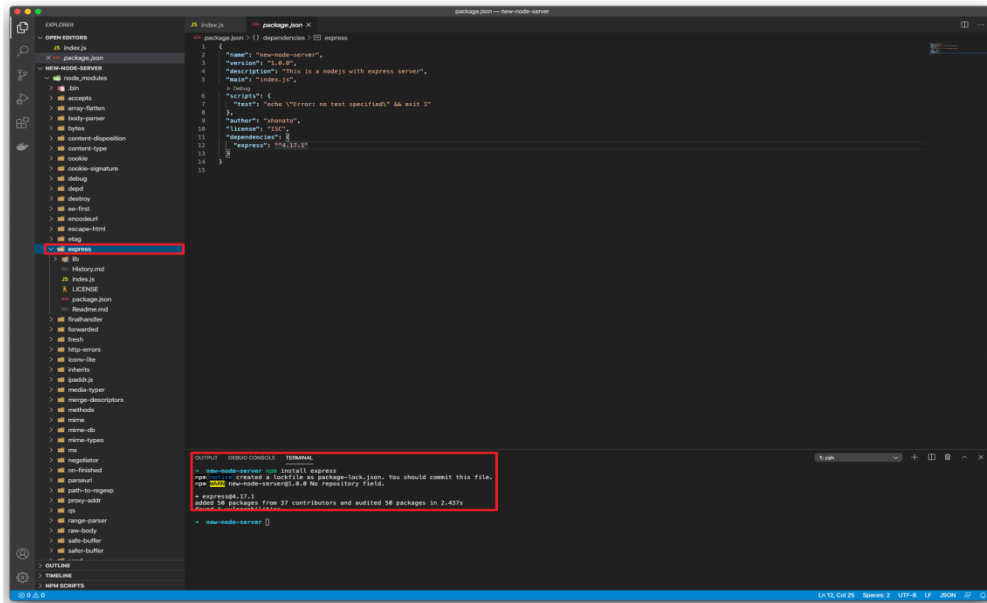 package.json — new-node-server
EXPLORER
OPEN EDITORS
JS index.js
× package.json
NEW-NODE-SERVER
node_modules
.bin
accepts
array-flatten
body-parser
bytes
content-disposition
content-type
cookie
cookie-signature
debug
depd
destroy
ee-first
encodeurl
escape-html
etag
express
lib
History.md
JS index.js
LICENSE
package.json
Readme.md
finalhandler
forwarded
fresh
http-errors
iconv-lite
inherits
ipaddr.js
media-typer
merge-descriptors
methods
mime
mime-db
mime-types
ms
negotiator
on-finished
parseurl
path-to-regexp
proxy-addr
qs
range-parser
raw-body
safe-buffer
safer-buffer
OUTLINE
TIMELINE
NPM SCRIPTS
JS index.js
package.json ×
package.json > {} dependencies > express
1 {
2 "name": "new-node-server",
3 "version": "1.0.0",
4 "description": "This is a nodejs with express server",
5 "main": "index.js",
Debug
6 "scripts": {
7 "test": "echo \"Error: no test specified\" && exit 1"
8 },
9 "author": "xhonato",
10 "license": "ISC",
11 "dependencies": {
12 "express": "^4.17.1"
13 }
14 }
15
OUTPUT DEBUG CONSOLE TERMINAL
1: zsh
→ new-node-server npm install express
npm notice created a lockfile as package-lock.json. You should commit this file.
npm WARN new-node-server@1.0.0 No repository field.
+ express@4.17.1
added 50 packages from 37 contributors and audited 50 packages in 2.437s
found 0 vulnerabilities
→ new-node-server
0 0
Ln 12, Col 25 Spaces: 2 UTF-8 LF JSON